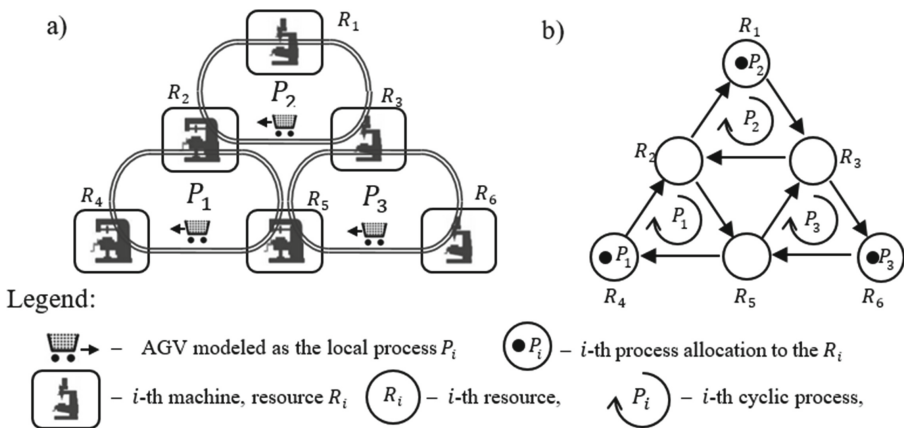 a)
b)
R1
R1
P2
P2
R2
R3
P2
R2
R3
R4
P1
R5
P3
R6
P1
P3
P1
P3
R4
R5
R6
Legend:
– AGV modeled as the local process Pi
Pi – i-th process allocation to the Ri
– i-th machine, resource Ri
Ri – i-th resource,
Pi – i-th cyclic process,